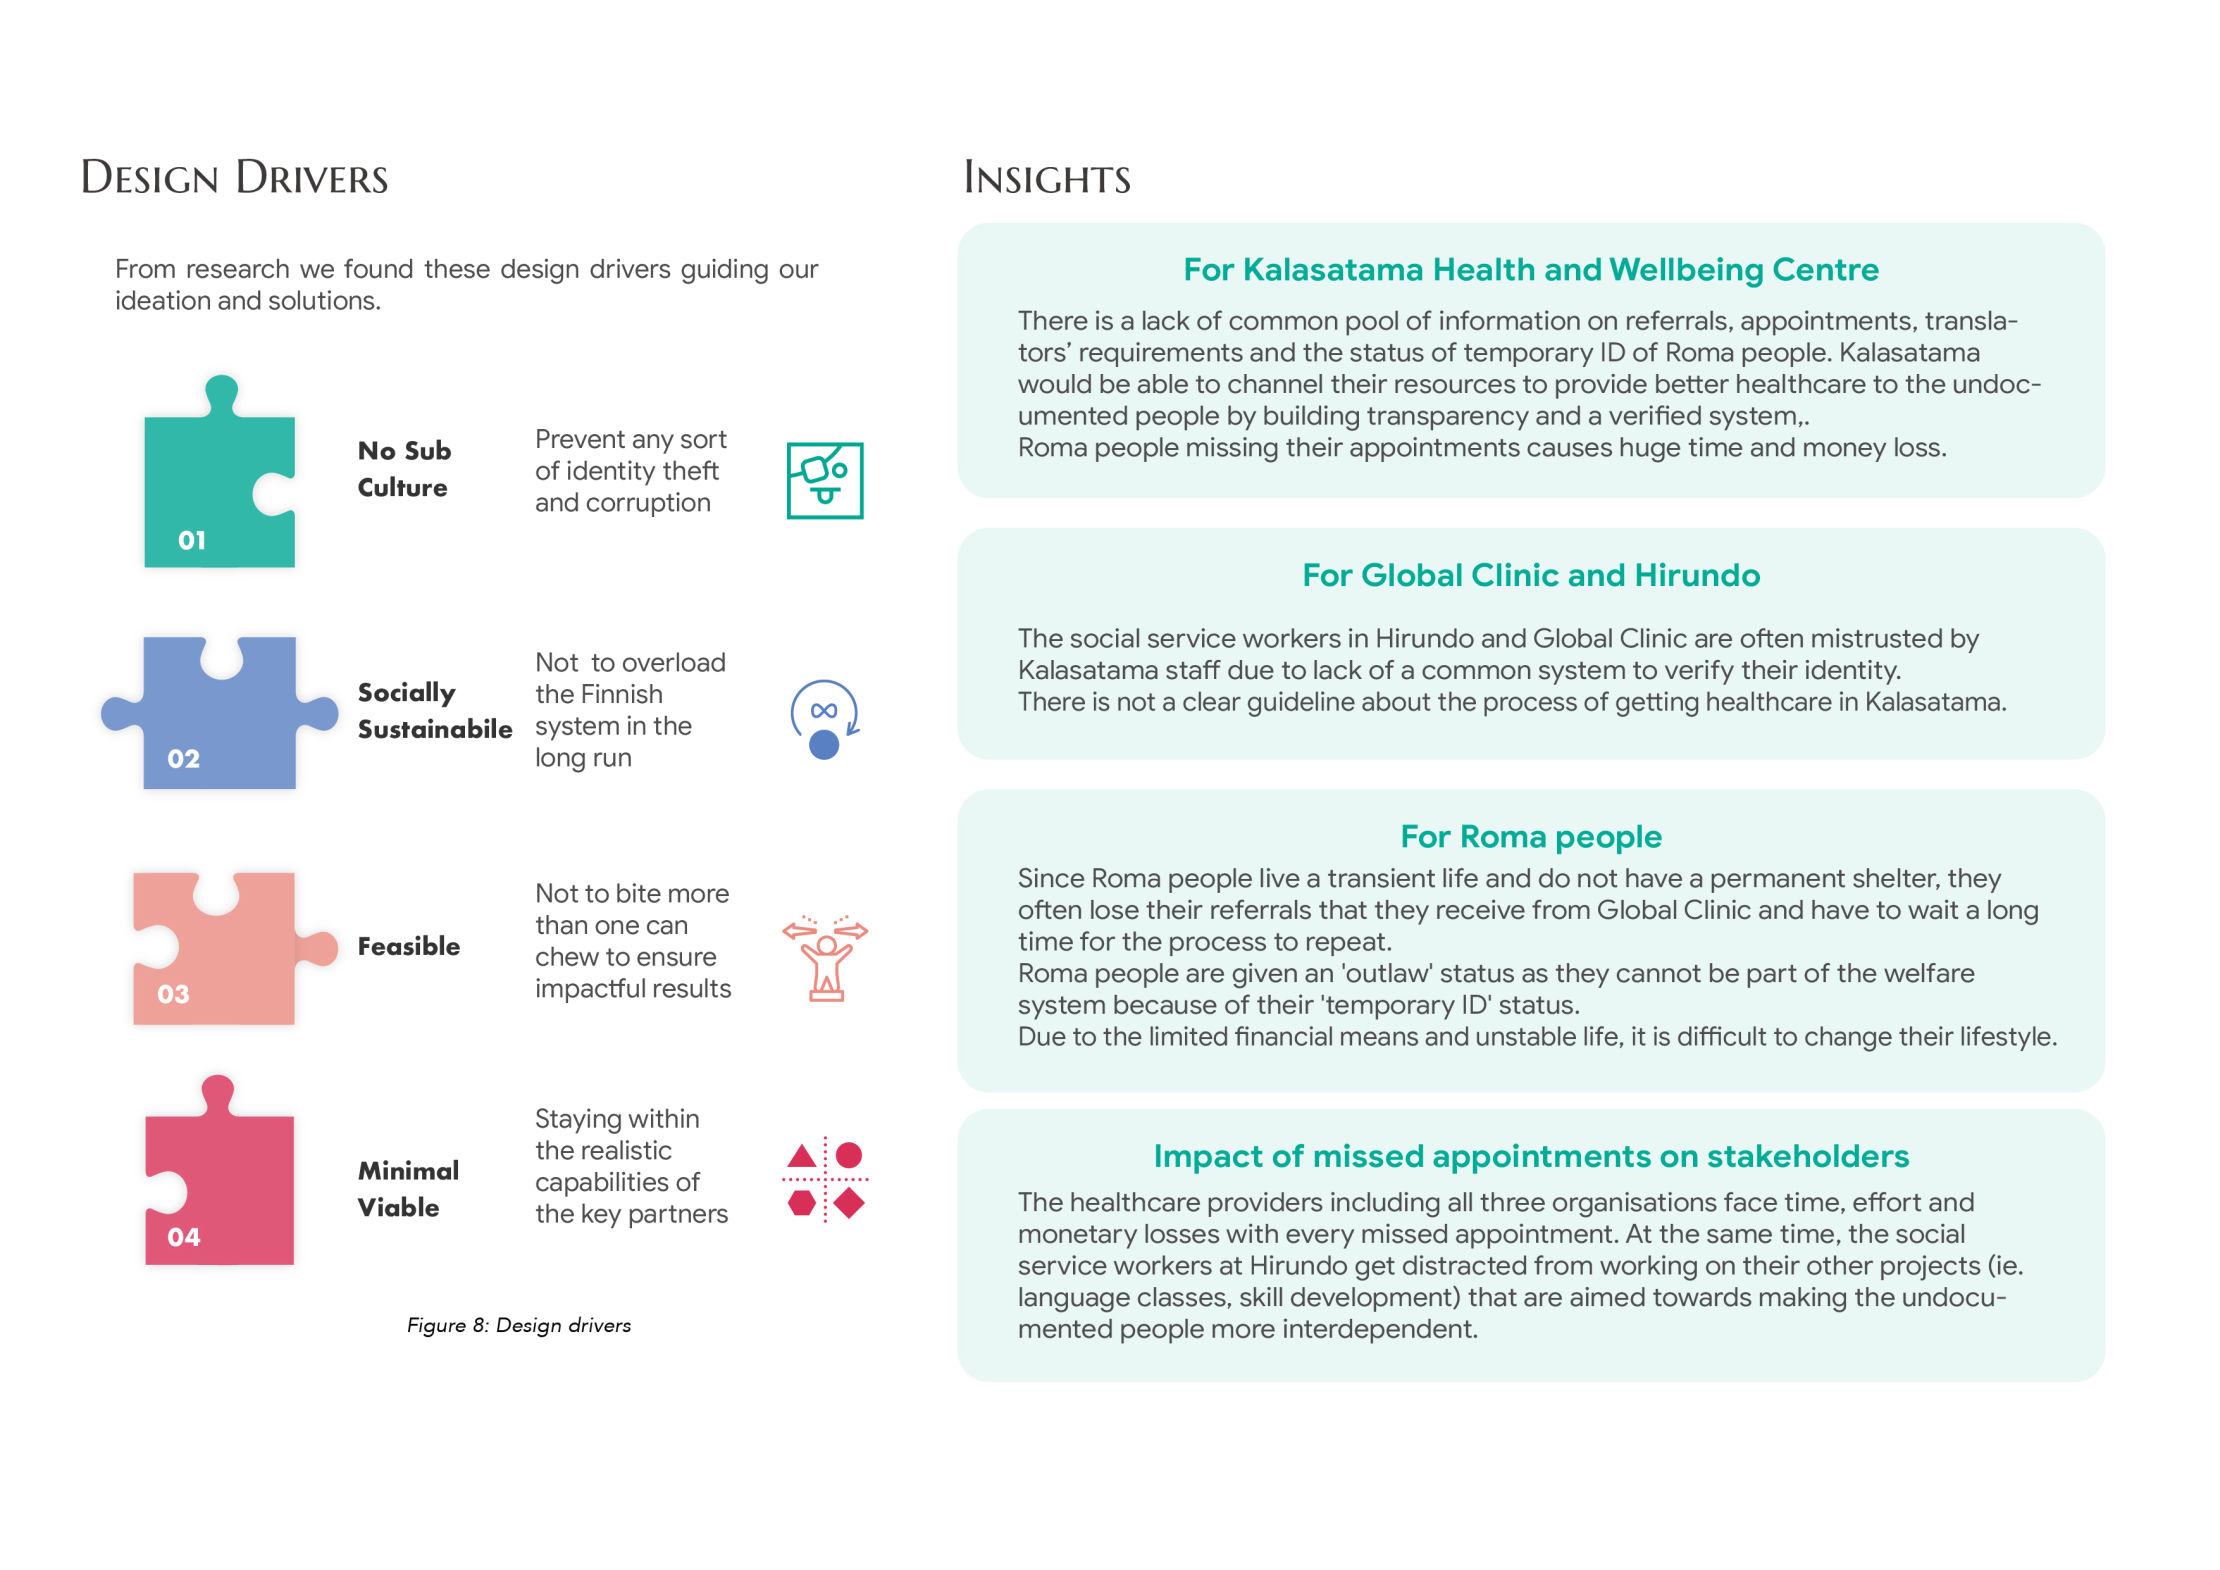 Design Drivers
From research we found these design drivers guiding our
ideation and solutions.
01
No Sub
Culture
Prevent any sort
of identity theft
and corruption
02
Socially
Sustainabile
Not  to overload
the Finnish
system in the
long run
03
Feasible
Not to bite more
than one can
chew to ensure
impactful results
04
Minimal
Viable
Staying within
the realistic
capabilities of
the key partners
Figure 8: Design drivers
Insights
For Kalasatama Health and Wellbeing Centre
There is a lack of common pool of information on referrals, appointments, transla-
tors’ requirements and the status of temporary ID of Roma people. Kalasatama
would be able to channel their resources to provide better healthcare to the undoc-
umented people by building transparency and a verified system,.
Roma people missing their appointments causes huge time and money loss.
For Global Clinic and Hirundo
The social service workers in Hirundo and Global Clinic are often mistrusted by
Kalasatama staff due to lack of a common system to verify their identity.
There is not a clear guideline about the process of getting healthcare in Kalasatama.
For Roma people
Since Roma people live a transient life and do not have a permanent shelter, they
often lose their referrals that they receive from Global Clinic and have to wait a long
time for the process to repeat.
Roma people are given an 'outlaw' status as they cannot be part of the welfare
system because of their 'temporary ID' status.
Due to the limited financial means and unstable life, it is difficult to change their lifestyle.
Impact of missed appointments on stakeholders
The healthcare providers including all three organisations face time, effort and
monetary losses with every missed appointment. At the same time, the social
service workers at Hirundo get distracted from working on their other projects (ie.
language classes, skill development) that are aimed towards making the undocu-
mented people more interdependent.